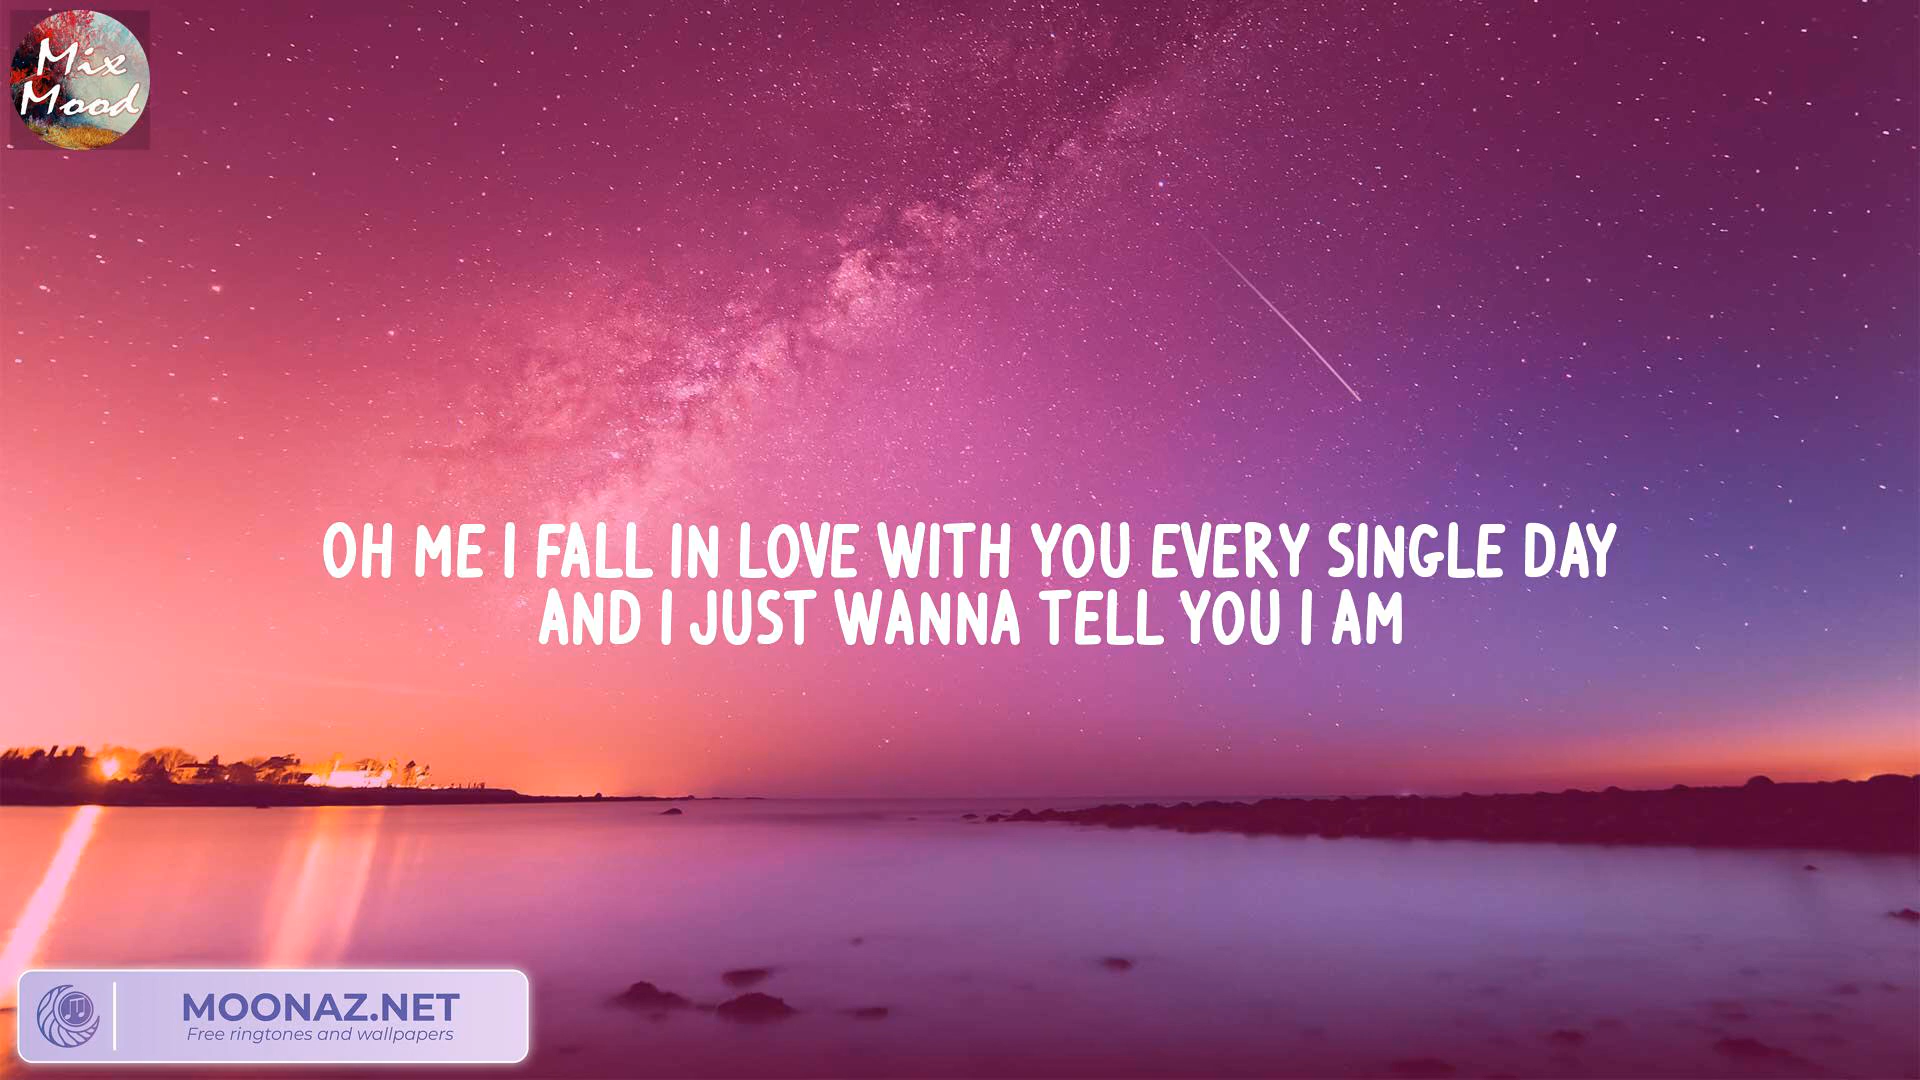 Mix
Mood
OH ME I FALL IN LOVE WITH YOU EVERY SINGLE DAY
AND I JUST WANNA TELL YOU I AM
MOONAZ.NET
Free ringtones and wallpapers